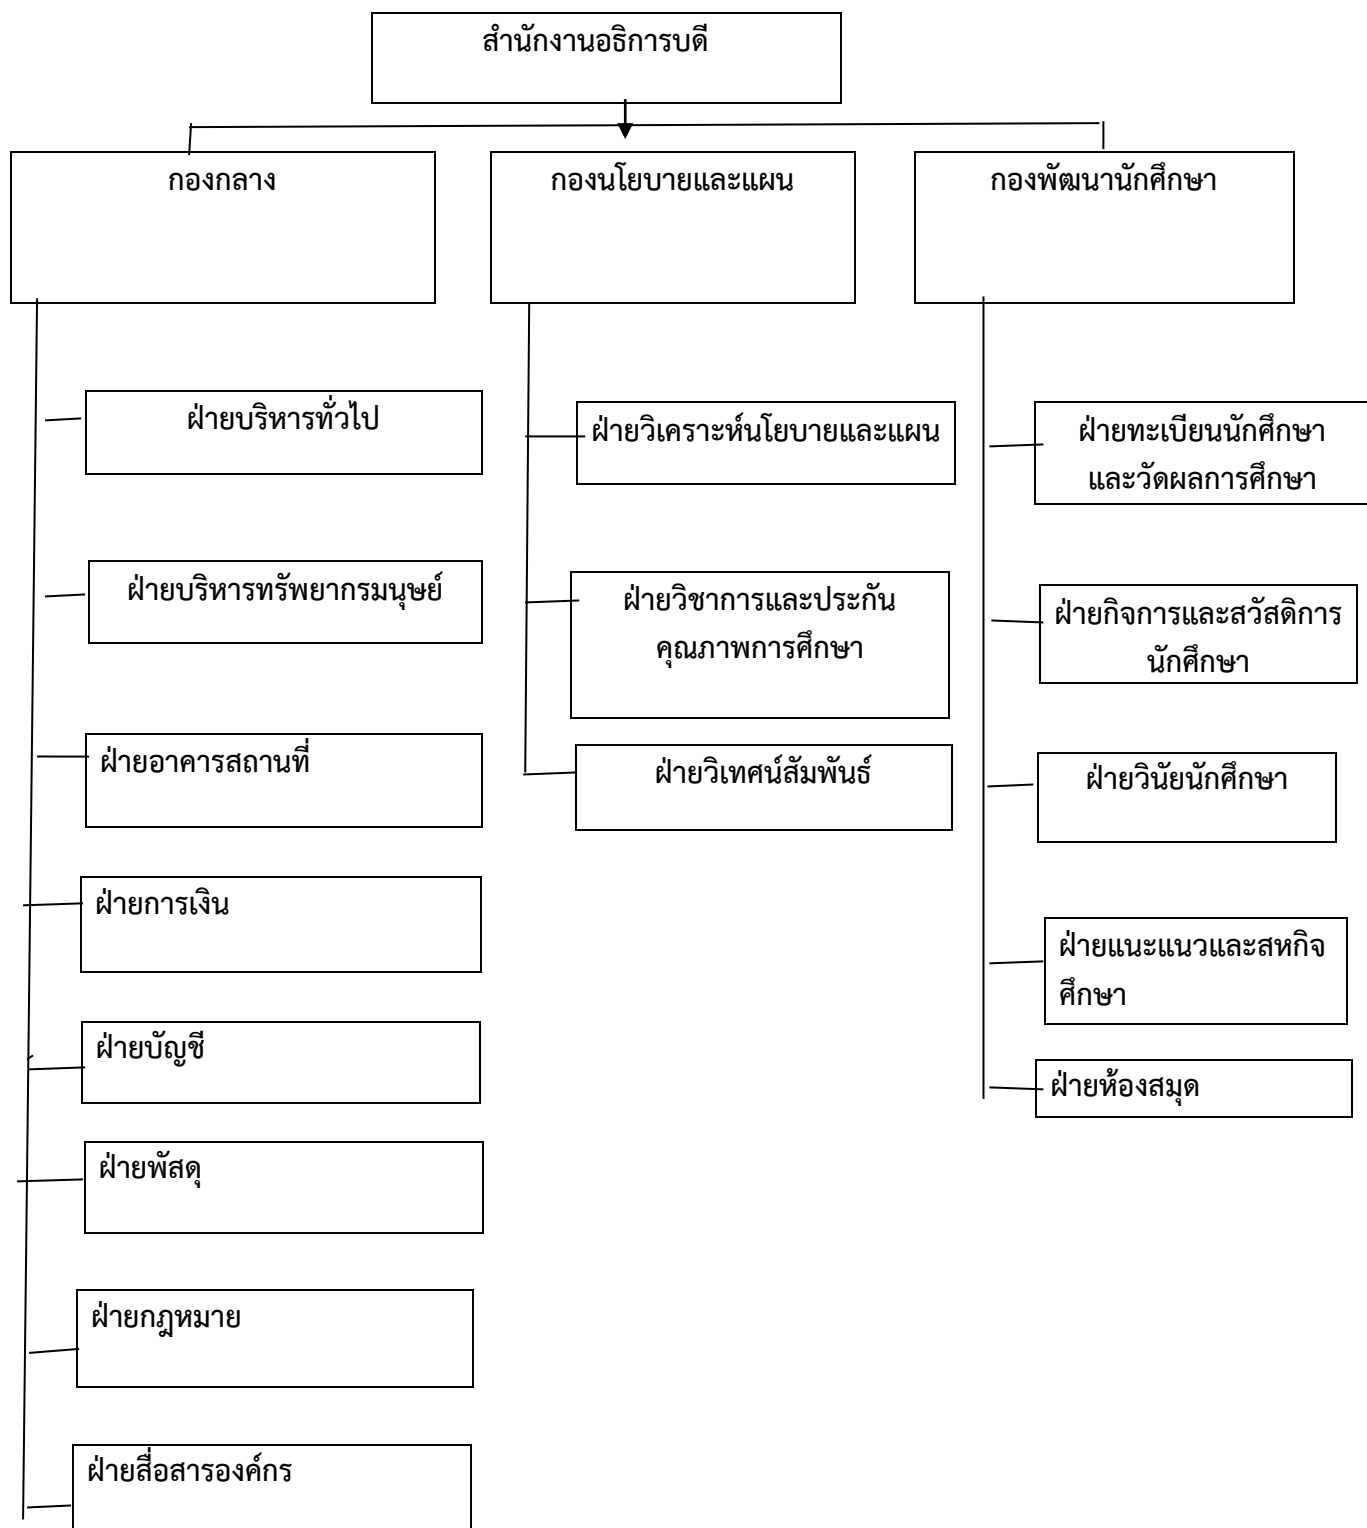 สำนักงานอธิการบดี
กองกลาง
กองนโยบายและแผน
กองพัฒนานักศึกษา
ฝ่ายบริหารทั่วไป
ฝ่ายบริหารทรัพยากรมนุษย์
ฝ่ายอาคารสถานที่
ฝ่ายการเงิน
ฝ่ายบัญชี
ฝ่ายพัสดุ
ฝ่ายกฎหมาย
ฝ่ายสื่อสารองค์กร
ฝ่ายวิเคราะห์นโยบายและแผน
ฝ่ายวิชาการและประกัน
คุณภาพการศึกษา
ฝ่ายวิเทศน์สัมพันธ์
ฝ่ายทะเบียนนักศึกษา
และวัดผลการศึกษา
ฝ่ายกิจการและสวัสดิการ
นักศึกษา
ฝ่ายวินัยนักศึกษา
ฝ่ายแนะแนวและสหกิจ
ศึกษา
ฝ่ายห้องสมุด